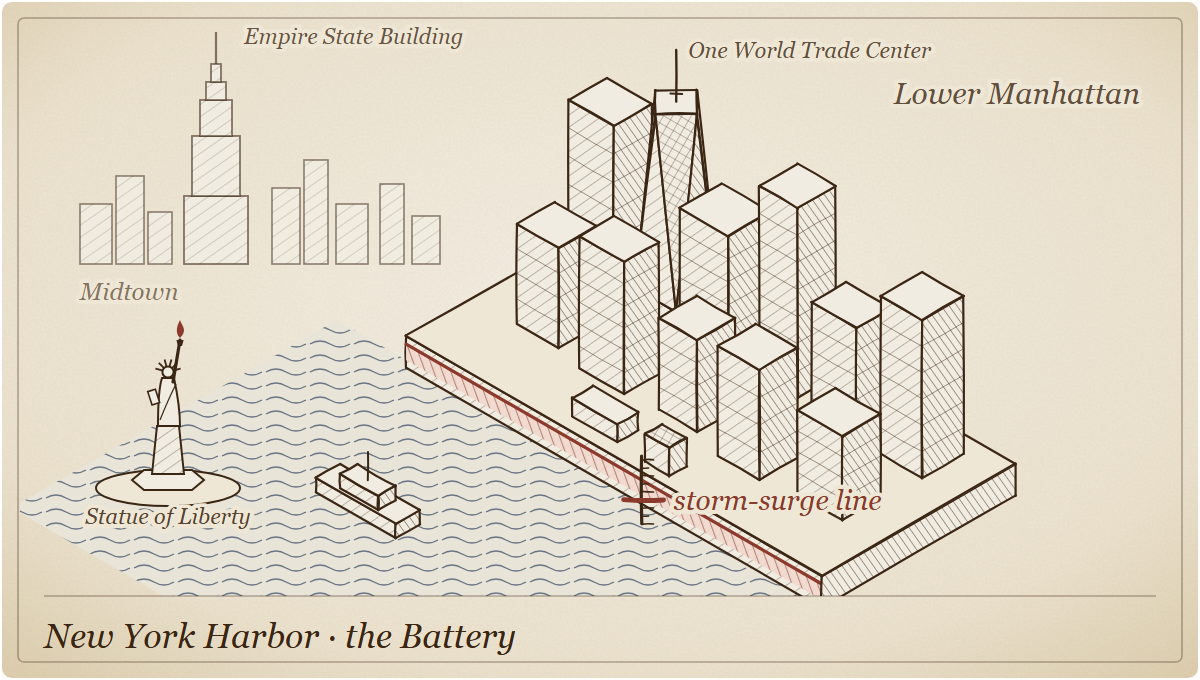 Empire State Building
One World Trade Center
Lower Manhattan
Midtown
Statue of Liberty
storm-surge line
New York Harbor · the Battery